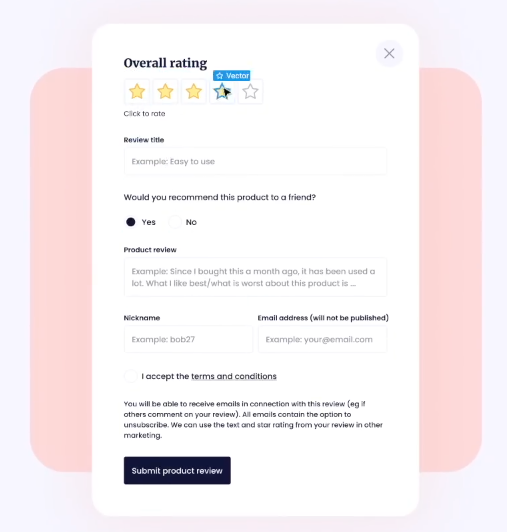 Overall rating
Vector
Click to rate
Review title
Example: Easy to use
Would you recommend this product to a friend?
Yes No
Product review
Example: Since I bought this a month ago, it has been used a
lot. What I like best/what is worst about this product is ...
Nickname Email address (will not be published)
Example: bob27 Example: your@email.com
I accept the terms and conditions
You will be able to receive emails in connection with this review (eg if
others comment on your review). All emails contain the option to
unsubscribe. We can use the text and star rating from your review in other
marketing.
Submit product review